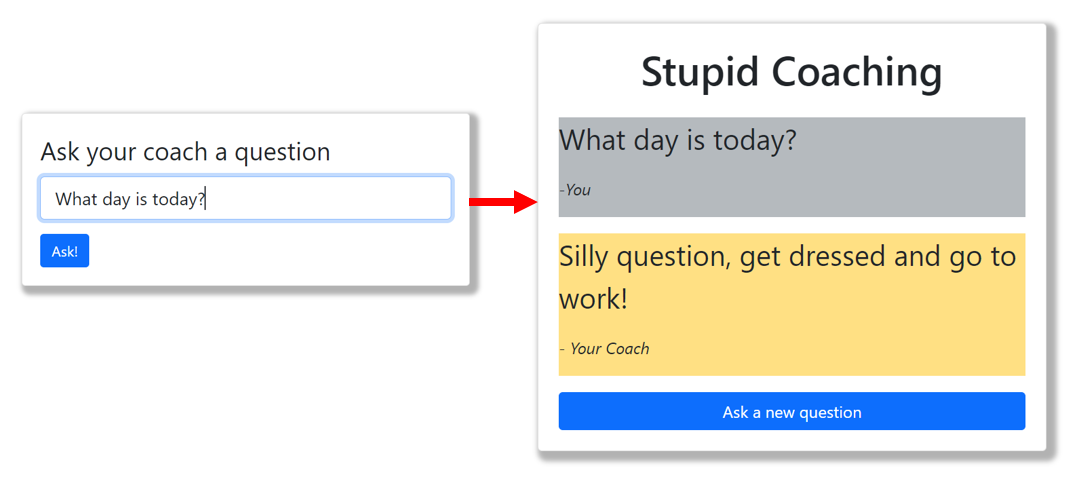 Ask your coach a question
What day is today?
Ask!
Stupid Coaching
What day is today?
-You
Silly question, get dressed and go to
work!
- Your Coach
Ask a new question